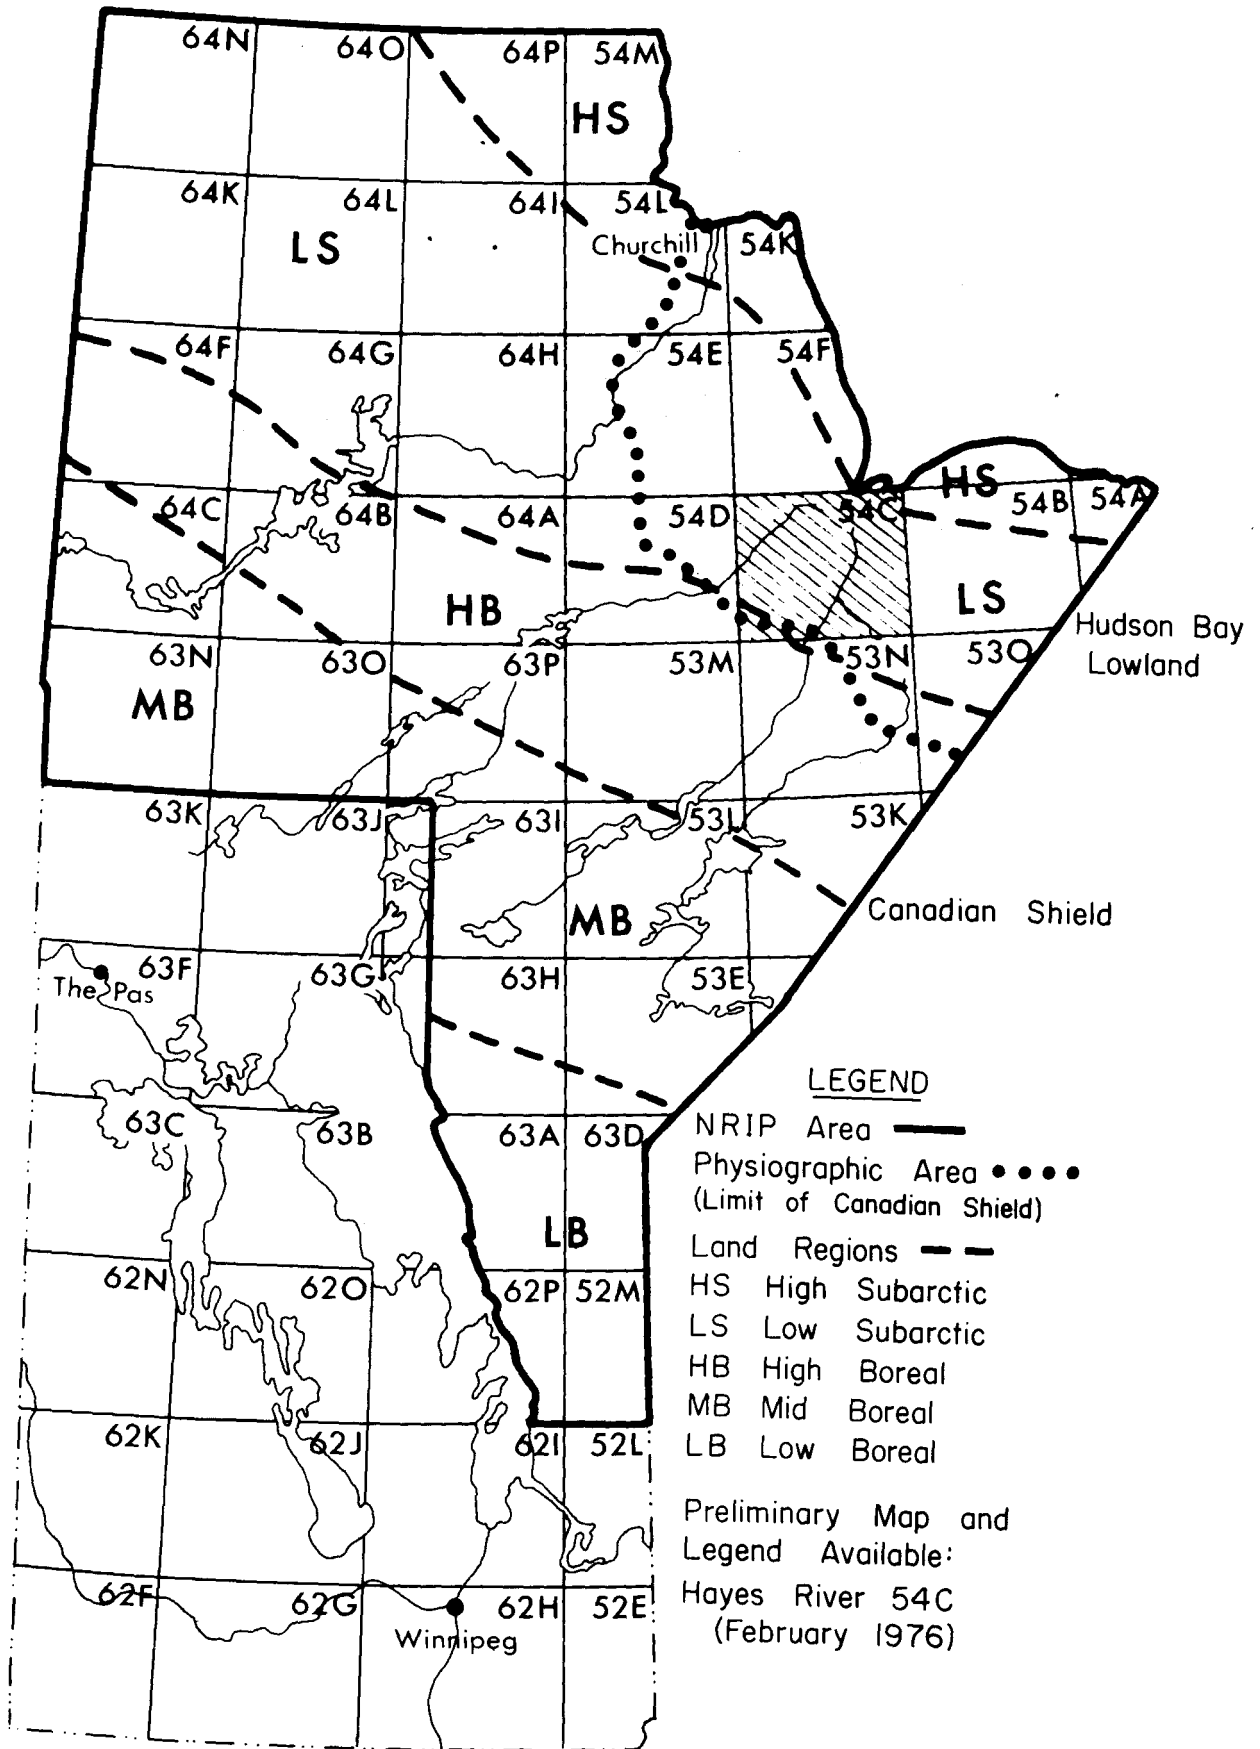 64N 64O 64P 54M
HS
64K 64L 64I 54L
LS
Churchill 54K
64F 64G 64H 54E 54F
HS
64C 64B 64A 54D 54C 54B 54A
HB LS
Hudson Bay
Lowland
63N 63O 63P 53M 53N 53O
MB
63K 63J 63I 53L 53K
MB
Canadian Shield
63F 63G 63H 53E
The Pas
LEGEND
63C 63B 63A 63D
NRIP Area
Physiographic Area
(Limit of Canadian Shield)
LB
Land Regions
62N 62O 62P 52M
HS High Subarctic
LS Low Subarctic
HB High Boreal
MB Mid Boreal
LB Low Boreal
62K 62J 62I 52L
Preliminary Map and
Legend Available:
Hayes River 54C
(February 1976)
62F 62G 62H 52E
Winnipeg